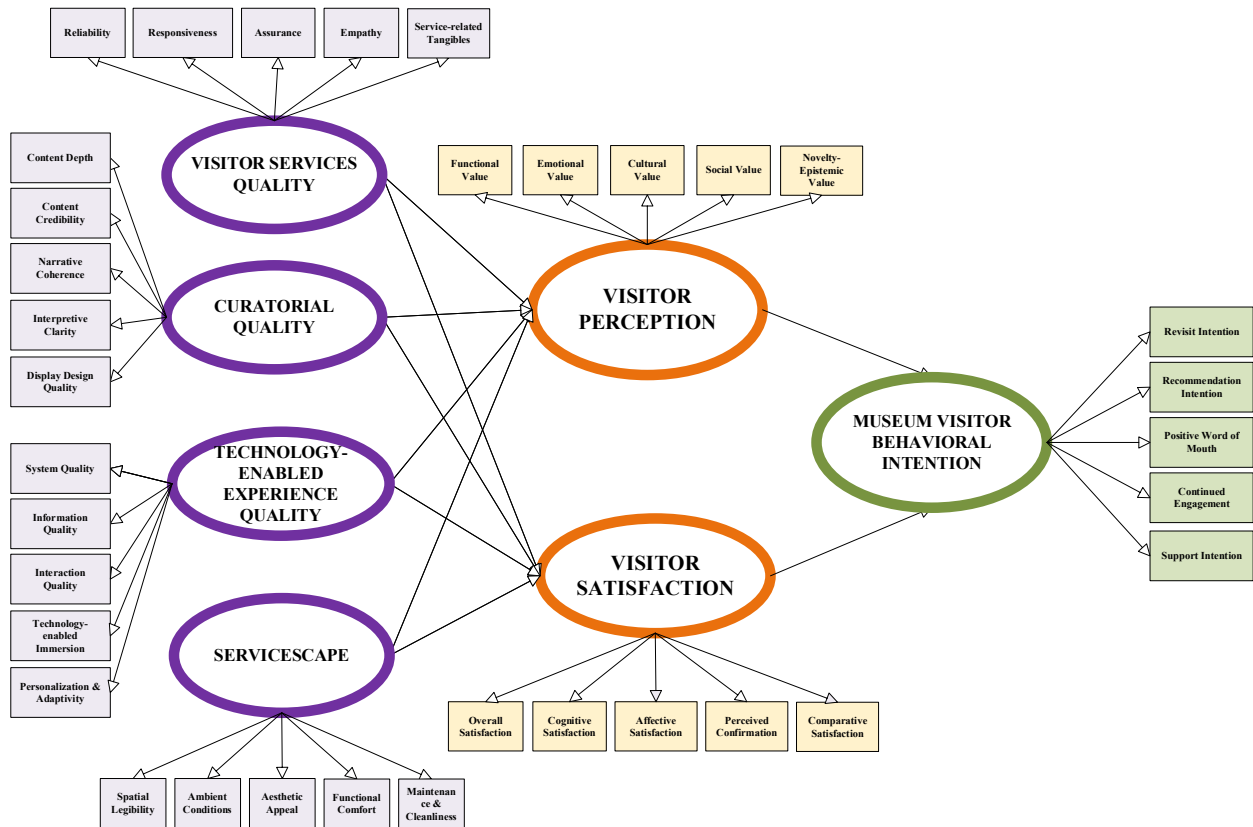 Reliability
Responsiveness
Assurance
Empathy
Service-related
Tangibles
VISITOR SERVICES
QUALITY
Content Depth
Content
Credibility
Narrative
Coherence
Interpretive
Clarity
Display Design
Quality
CURATORIAL
QUALITY
Functional
Value
Emotional
Value
Cultural
Value
Social Value
Novelty-
Epistemic
Value
VISITOR
PERCEPTION
System Quality
Information
Quality
Interaction
Quality
Technology-
enabled
Immersion
Personalization &
Adaptivity
TECHNOLOGY-
ENABLED
EXPERIENCE
QUALITY
MUSEUM VISITOR
BEHAVIORAL
INTENTION
Revisit Intention
Recommendation
Intention
Positive Word of
Mouth
Continued
Engagement
Support Intention
VISITOR
SATISFACTION
SERVICESCAPE
Overall
Satisfaction
Cognitive
Satisfaction
Affective
Satisfaction
Perceived
Confirmation
Comparative
Satisfaction
Spatial
Legibility
Ambient
Conditions
Aesthetic
Appeal
Functional
Comfort
Maintenan
ce &
Cleanliness